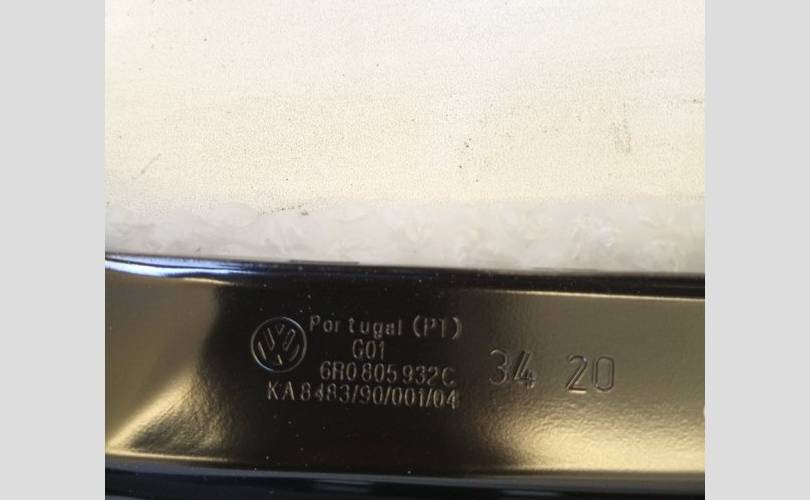 Portugal (PT)
G01
6R0 805 932C
KA 8483/90/001/04
34 20